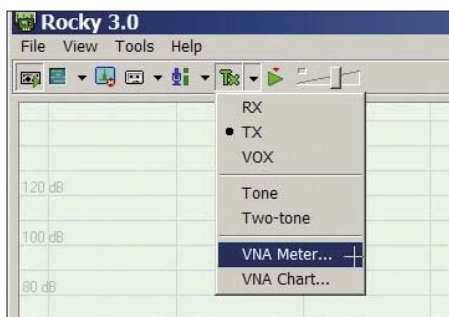 Rocky 3.0
File View Tools Help
Tx
RX
TX
VOX
120 dB
Tone
Two-tone
100 dB
VNA Meter...
80 dB
VNA Chart...